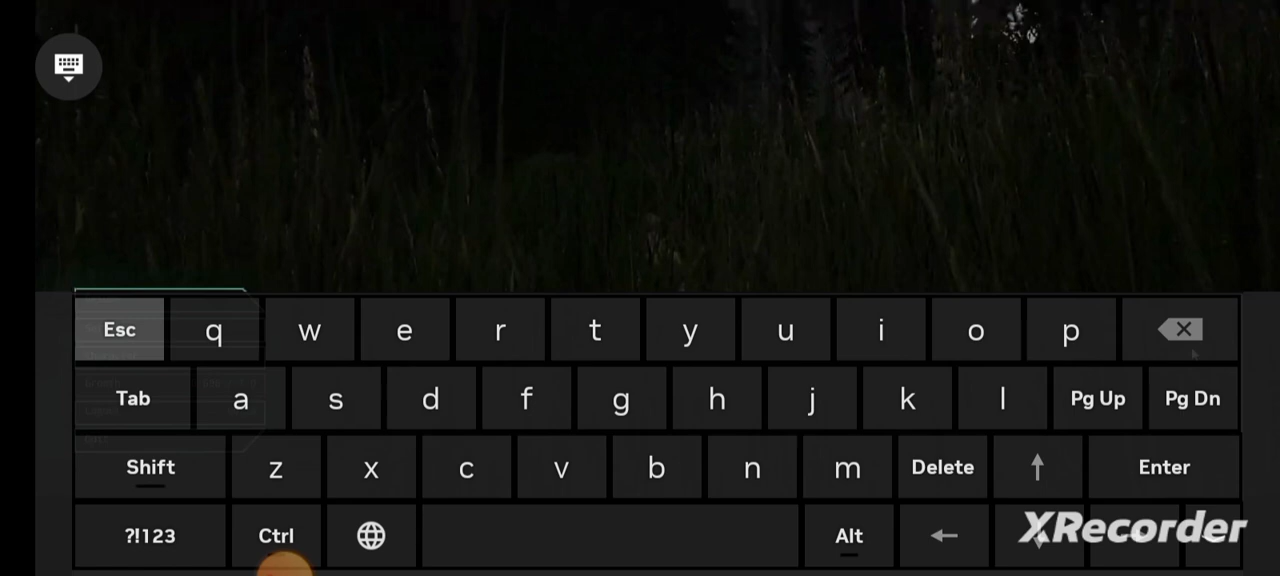 Esc q w e r t y u i o p
Tab a s d f g h j k l Pg Up Pg Dn
Shift z x c v b n m Delete Enter
?!123 Ctrl Alt
XRecorder